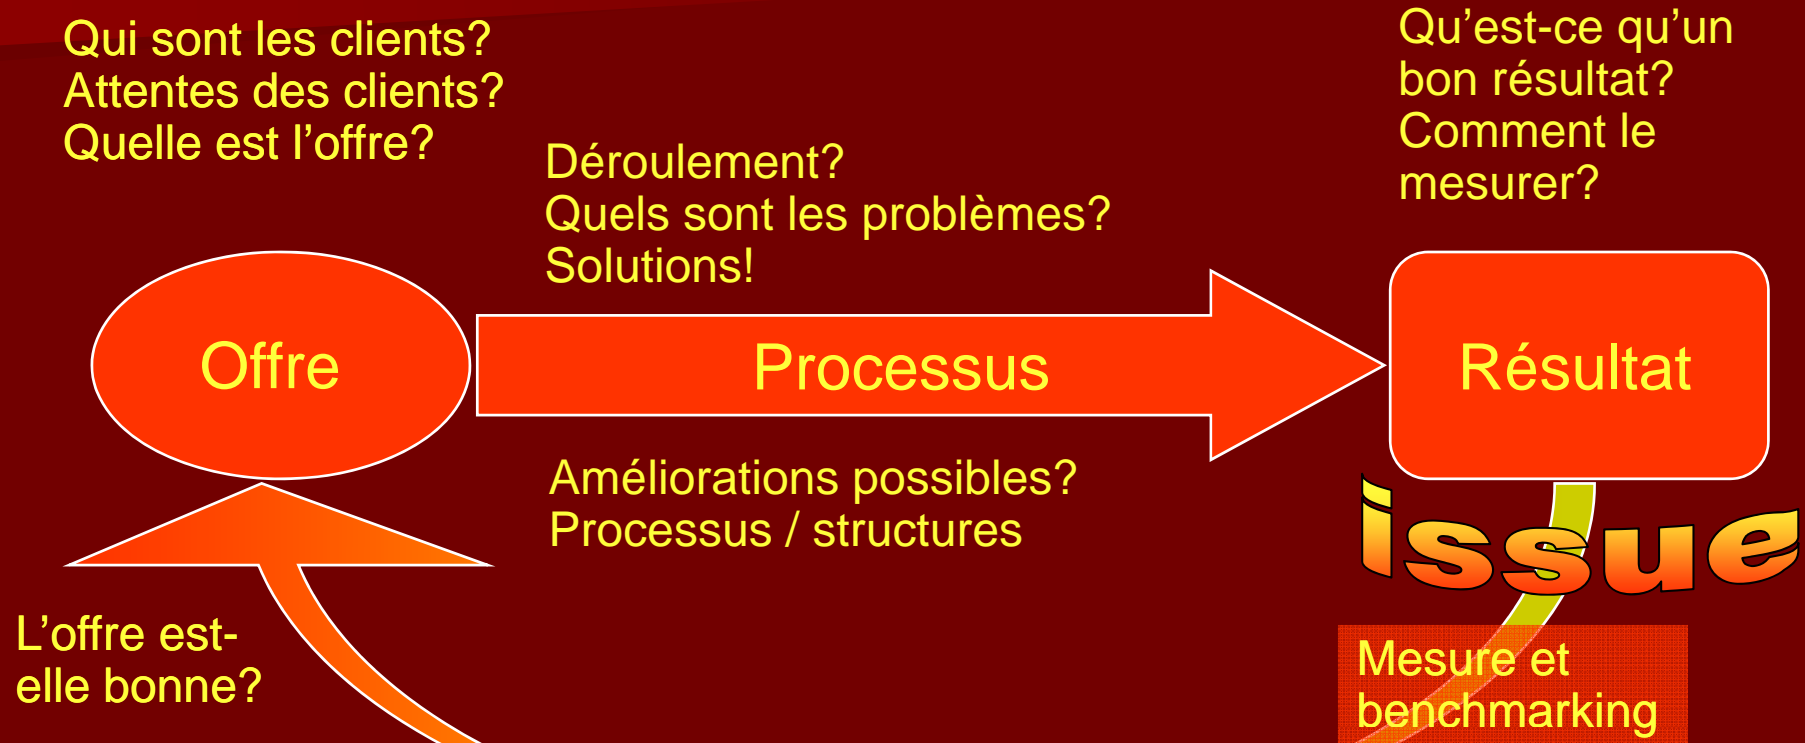 Qui sont les clients?
Attentes des clients?
Quelle est l’offre?
Déroulement?
Quels sont les problèmes?
Solutions!
Qu’est-ce qu’un
bon résultat?
Comment le
mesurer?
Offre
Processus
Résultat
Améliorations possibles?
Processus / structures
issue
L’offre est-
elle bonne?
Mesure et
benchmarking